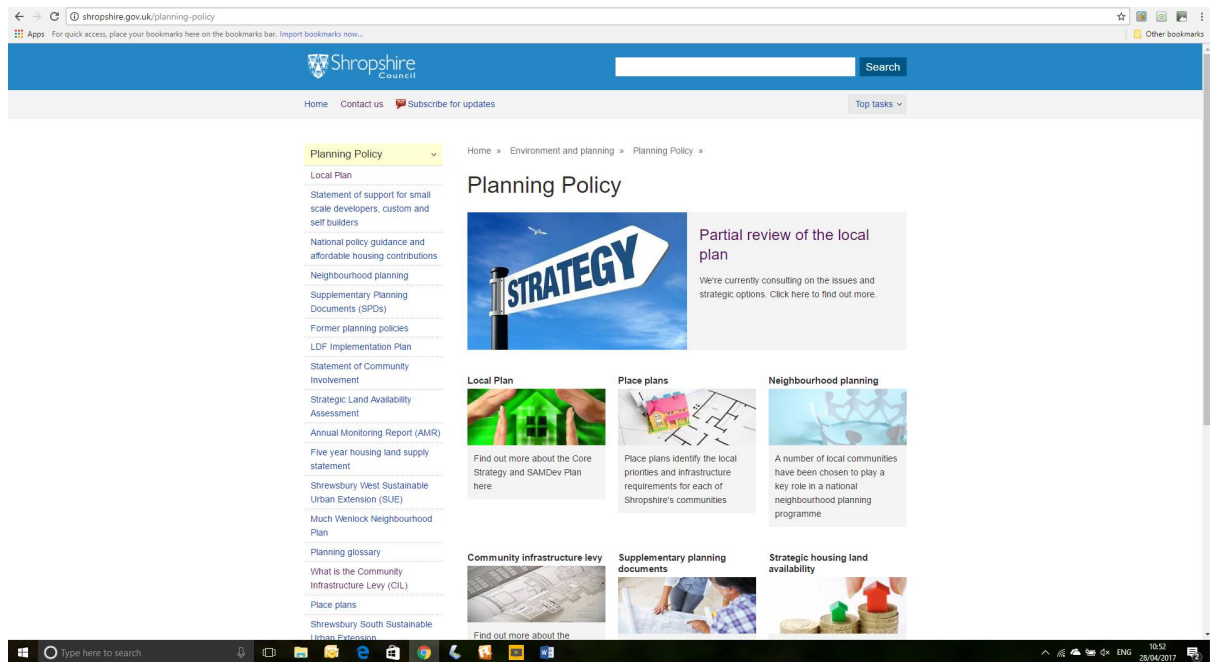 shropshire.gov.uk/planning-policy
Apps For quick access, place your bookmarks here on the bookmarks bar. Import bookmarks now...
Other bookmarks
Shropshire
Council
Search
Home Contact us Subscribe for updates
Top tasks
Planning Policy
Local Plan
Statement of support for small
scale developers, custom and
self builders
National policy guidance and
affordable housing contributions
Neighbourhood planning
Supplementary Planning
Documents (SPDs)
Former planning policies
LDF Implementation Plan
Statement of Community
Involvement
Strategic Land Availability
Assessment
Annual Monitoring Report (AMR)
Five year housing land supply
statement
Shrewsbury West Sustainable
Urban Extension (SUE)
Much Wenlock Neighbourhood
Plan
Planning glossary
What is the Community
Infrastructure Levy (CIL)
Place plans
Shrewsbury South Sustainable
Urban Extension
Home » Environment and planning » Planning Policy »
Planning Policy
STRATEGY
Partial review of the local
plan
We're currently consulting on the issues and
strategic options. Click here to find out more.
Local Plan
Find out more about the Core
Strategy and SAMDev Plan
here
Place plans
Place plans identify the local
priorities and infrastructure
requirements for each of
Shropshire's communities
Neighbourhood planning
A number of local communities
have been chosen to play a
key role in a national
neighbourhood planning
programme
Community infrastructure levy
Find out more about the
Supplementary planning
documents
Strategic housing land
availability
Type here to search
ENG
10:52
28/04/2017